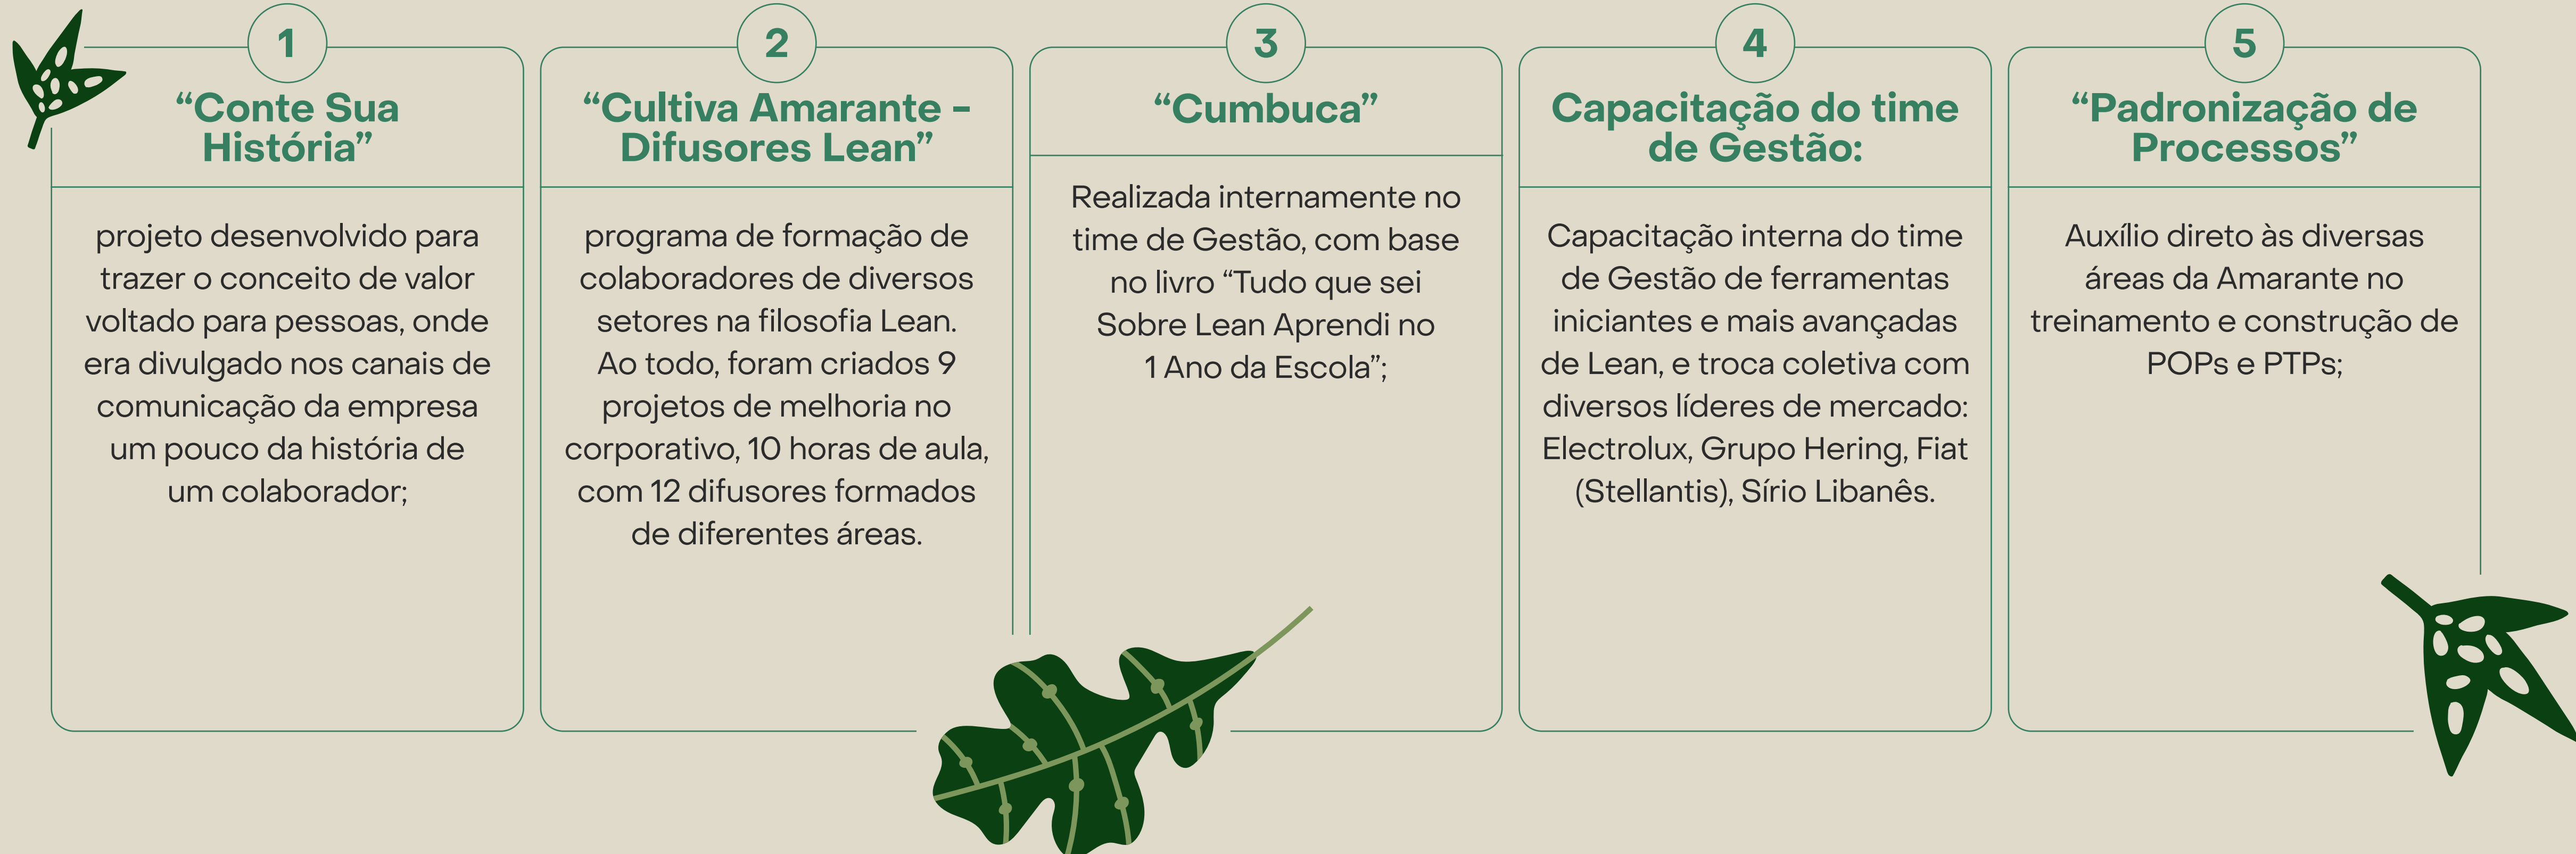 1
“Conte Sua
História”
projeto desenvolvido para
trazer o conceito de valor
voltado para pessoas, onde
era divulgado nos canais de
comunicação da empresa
um pouco da história de
um colaborador;
2
“Cultiva Amarante -
Difusores Lean”
programa de formação de
colaboradores de diversos
setores na filosofia Lean.
Ao todo, foram criados 9
projetos de melhoria no
corporativo, 10 horas de aula,
com 12 difusores formados
de diferentes áreas.
3
“Cumbuca”
Realizada internamente no
time de Gestão, com base
no livro “Tudo que sei
Sobre Lean Aprendi no
1 Ano da Escola”;
4
Capacitação do time
de Gestão:
Capacitação interna do time
de Gestão de ferramentas
iniciantes e mais avançadas
de Lean, e troca coletiva com
diversos líderes de mercado:
Electrolux, Grupo Hering, Fiat
(Stellantis), Sírio Libanês.
5
“Padronização de
Processos”
Auxílio direto às diversas
áreas da Amarante no
treinamento e construção de
POPs e PTPs;